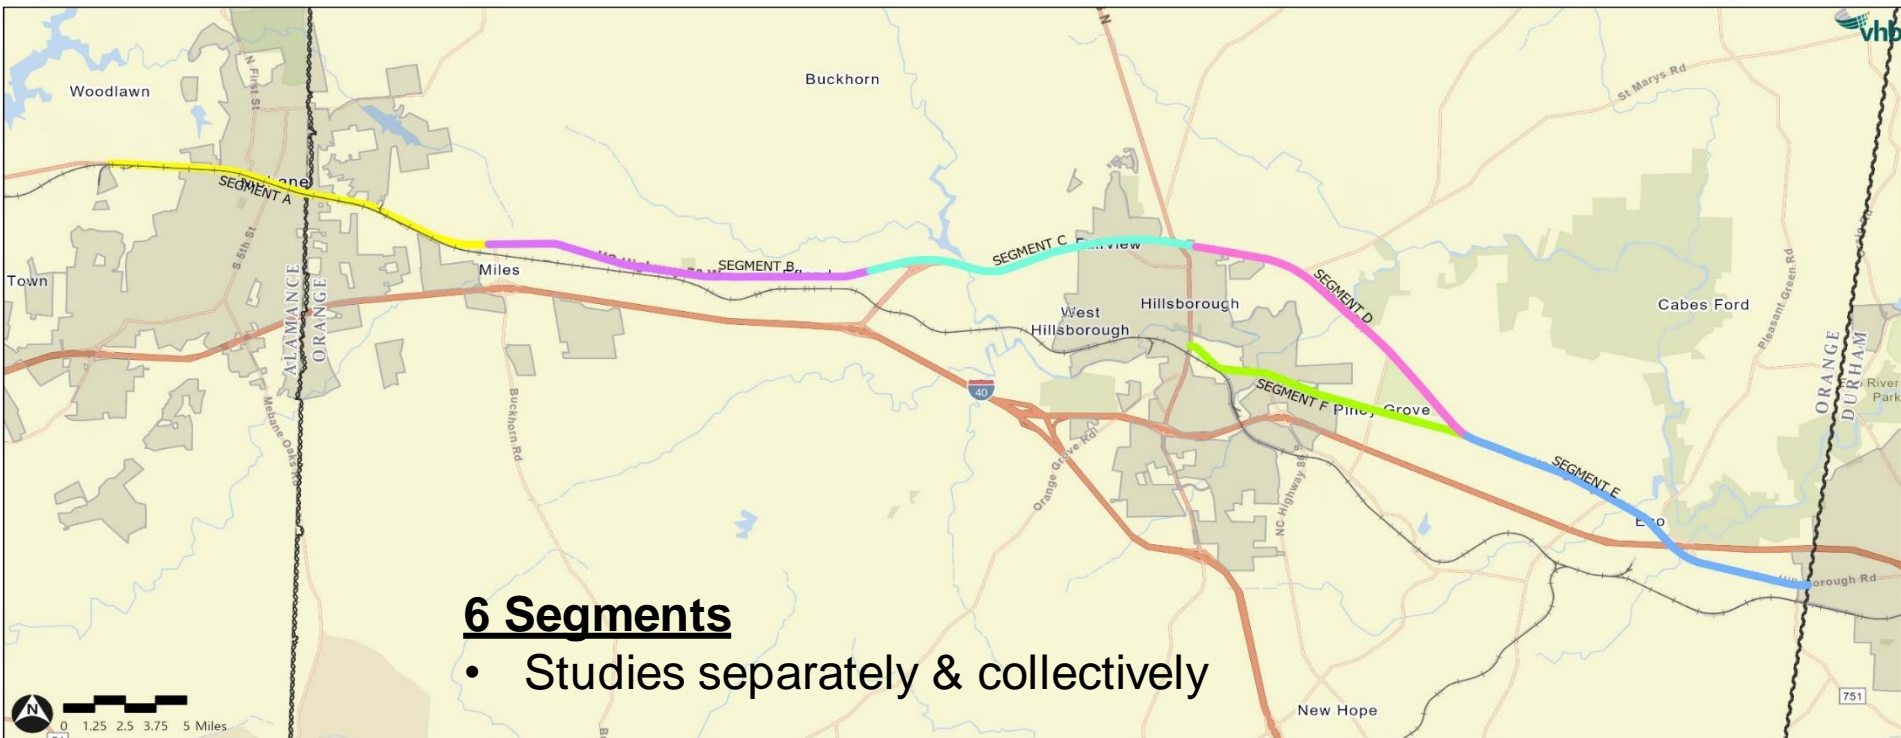 vhb
N
Buckhorn
Woodlawn
N First St
St Marys Rd
SEGMENT A
S 5th St
Miles
SEGMENT B
SEGMENT C
Town
ALAMANCE
ORANGE
Hillsborough
West
Hillsborough
SEGMENT D
Cabes Ford
Pleasant Green Rd
ORANGE
DURHAM
River
Park
40
SEGMENT F
Piney Grove
Mebane Oaks Rd
Buckhorn Rd
Orange Grove Rd
NC Highway 86 S
SEGMENT E
Eno
6 Segments
• Studies separately & collectively
New Hope
751
N
0 1.25 2.5 3.75 5 Miles